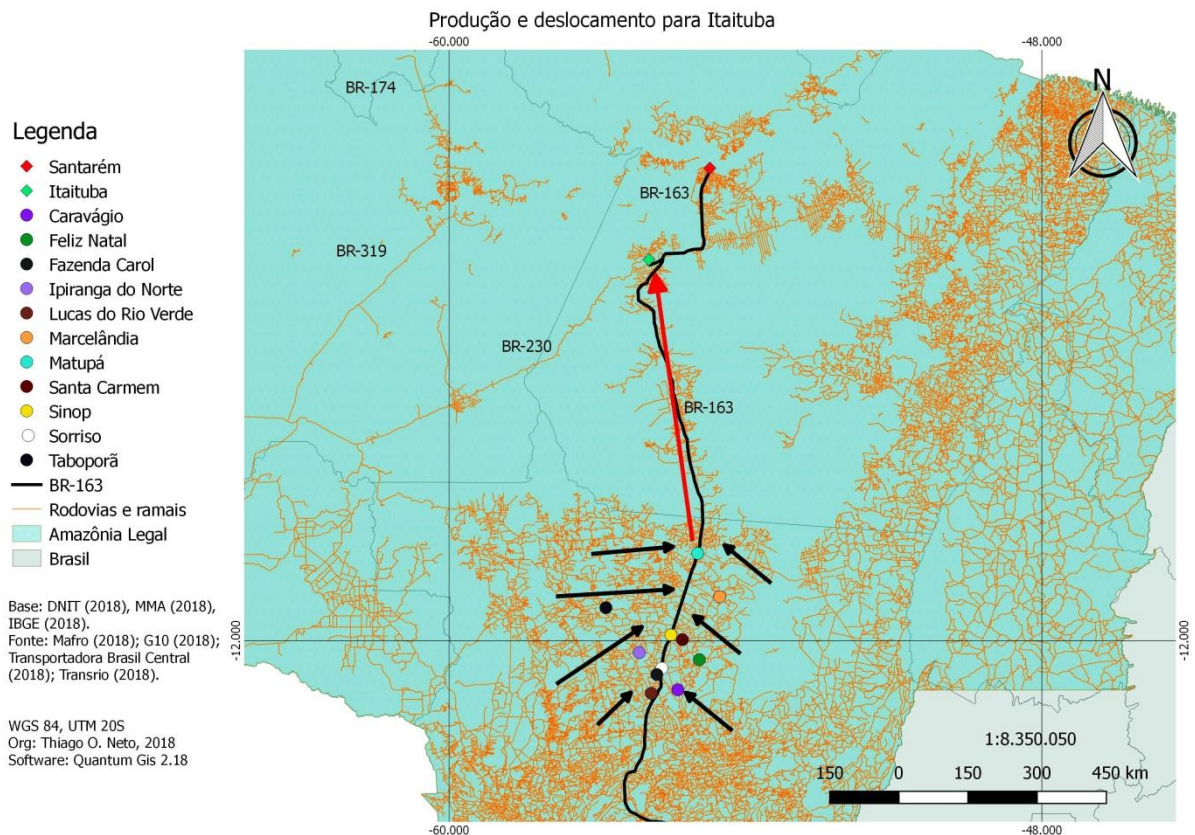 Produção e deslocamento para Itaituba
-60.000
-48.000
N
BR-174
BR-163
BR-319
BR-230
BR-163
Legenda
Santarém
Itaituba
Caravágio
Feliz Natal
Fazenda Carol
Ipiranga do Norte
Lucas do Rio Verde
Marcelândia
Matupá
Santa Carmem
Sinop
Sorriso
Taboporã
BR-163
Rodovias e ramais
Amazônia Legal
Brasil
Base: DNIT (2018), MMA (2018),
IBGE (2018).
Fonte: Mafro (2018); G10 (2018);
Transportadora Brasil Central
(2018); Transrio (2018).
WGS 84, UTM 20S
Org: Thiago O. Neto, 2018
Software: Quantum Gis 2.18
-12.000
-12.000
1:8.350.050
150 0 150 300 450 km
-60.000
-48.000